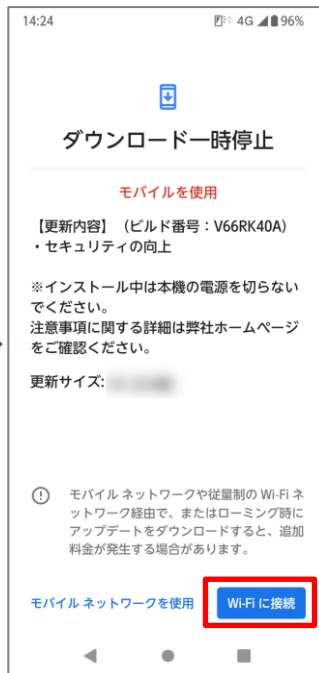 14:24 4G 96%
ダウンロード一時停止
モバイルを使用
【更新内容】（ビルド番号：V66RK40A）
・セキュリティの向上
※インストール中は本機の電源を切らない
でください。
注意事項に関する詳細は弊社ホームページ
をご確認ください。
更新サイズ:
モバイル ネットワークや従量制の Wi-Fi ネ
ットワーク経由で、またはローミング時に
アップデートをダウンロードすると、追加
料金が発生する場合があります。
モバイル ネットワークを使用 Wi-Fi に接続